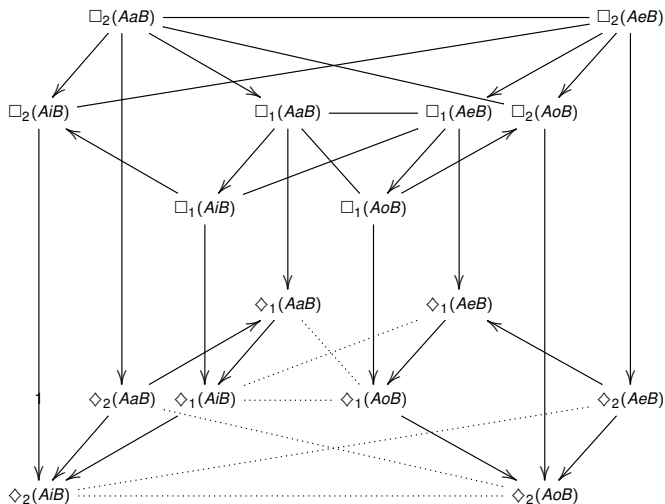 □₂(AaB) □₂(AeB)
□₂(AiB) □₁(AaB) □₁(AeB) □₂(AoB)
□₁(AiB) □₁(AoB)
◇₁(AaB) ◇₁(AeB)
1 ◇₂(AaB) ◇₁(AiB) ◇₁(AoB) ◇₂(AeB)
◇₂(AiB) ◇₂(AoB)